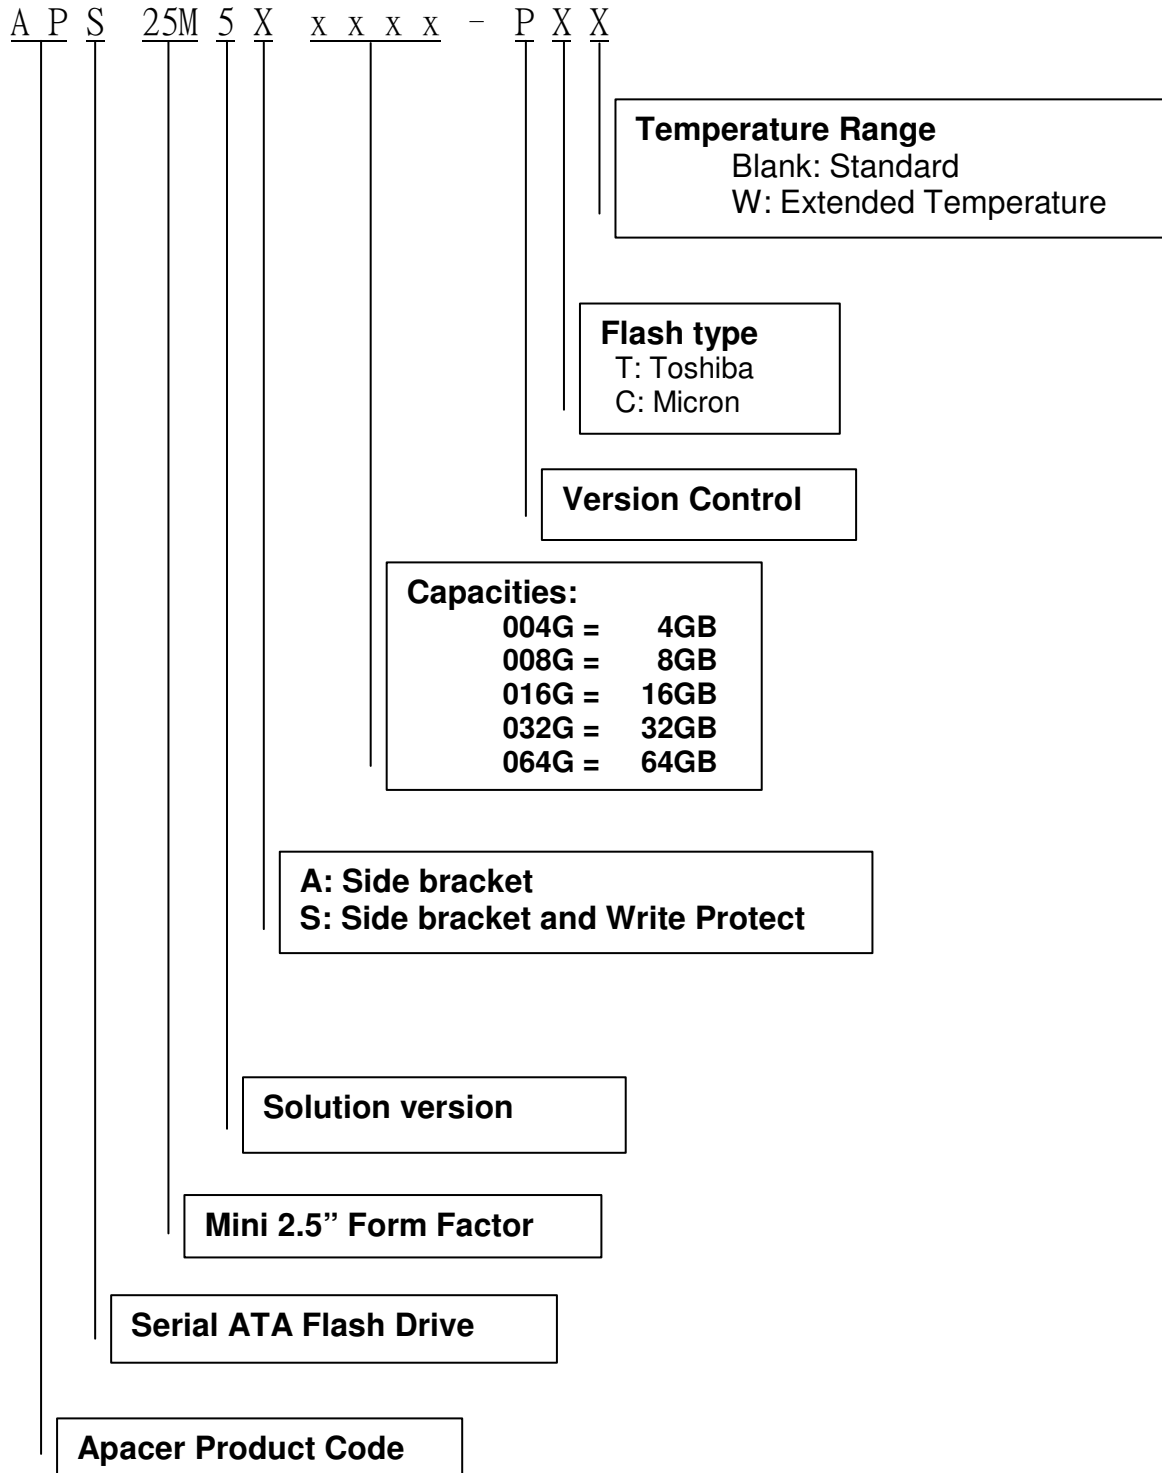 A P S 25M 5 X x x x x - P X X
Temperature Range
Blank: Standard
W: Extended Temperature
Flash type
T: Toshiba
C: Micron
Version Control
Capacities:
004G = 4GB
008G = 8GB
016G = 16GB
032G = 32GB
064G = 64GB
A: Side bracket
S: Side bracket and Write Protect
Solution version
Mini 2.5” Form Factor
Serial ATA Flash Drive
Apacer Product Code